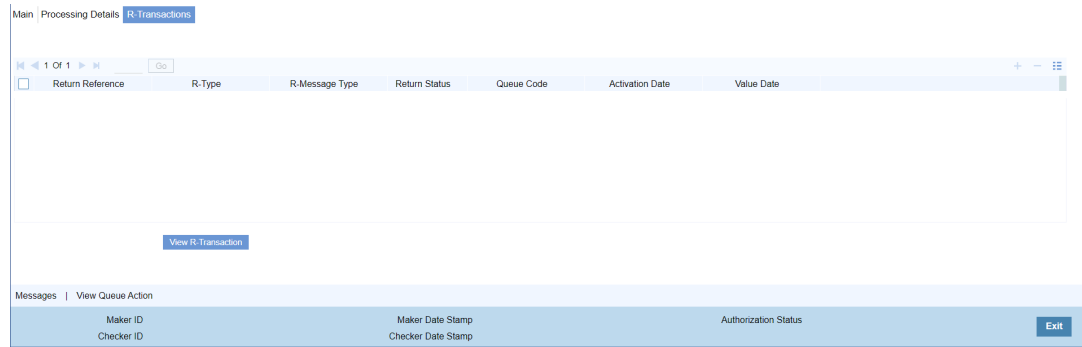 Main Processing Details R-Transactions
1 Of 1 Go
Return Reference R-Type R-Message Type Return Status Queue Code Activation Date Value Date
View R-Transaction
Messages | View Queue Action
Maker ID Maker Date Stamp Authorization Status
Exit
Checker ID Checker Date Stamp